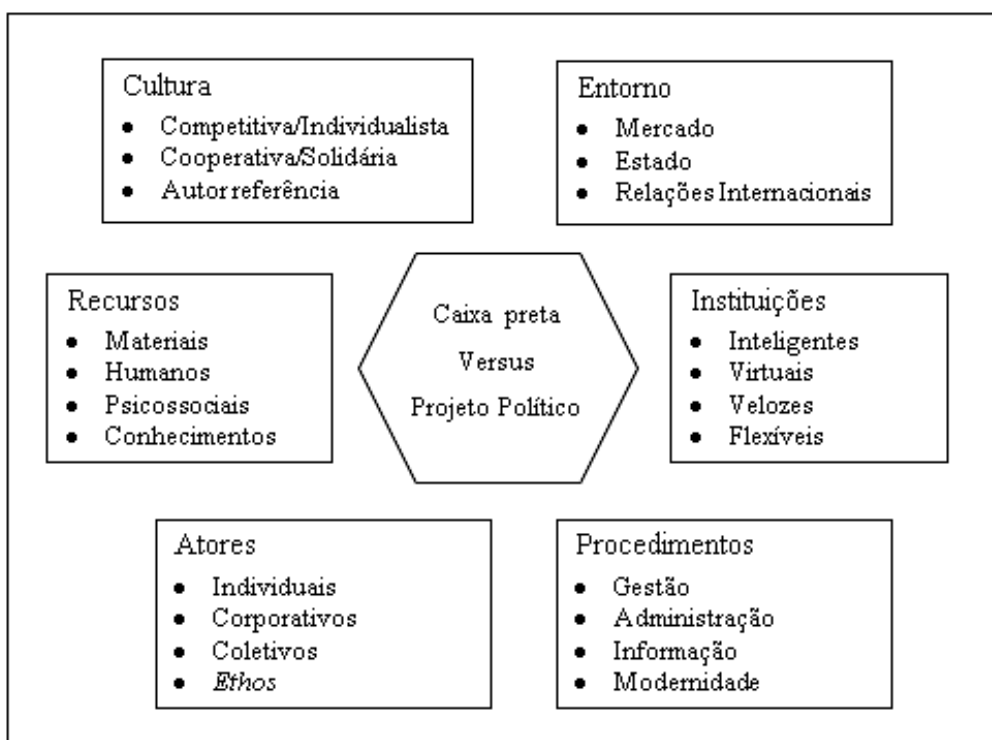 Cultura
● Competitiva/Individualista
● Cooperativa/Solidária
● Autorreferência
Entorno
● Mercado
● Estado
● Relações Internacionais
Recursos
● Materiais
● Humanos
● Psicossociais
● Conhecimentos
Caixa preta
Versus
Projeto Político
Instituições
● Inteligentes
● Virtuais
● Velozes
● Flexíveis
Atores
● Individuais
● Corporativos
● Coletivos
● Ethos
Procedimentos
● Gestão
● Administração
● Informação
● Modernidade